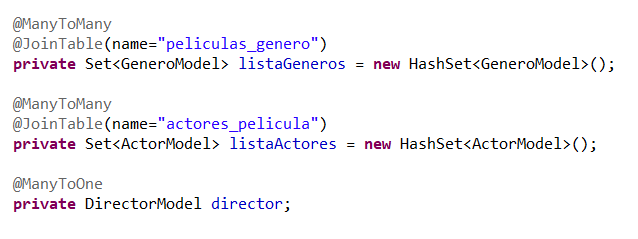 @ManyToMany
@JoinTable(name="peliculas_genero")
private Set<GeneroModel> listaGeneros = new HashSet<GeneroModel>();
@ManyToMany
@JoinTable(name="actores_pelicula")
private Set<ActorModel> listaActores = new HashSet<ActorModel>();
@ManyToOne
private DirectorModel director;